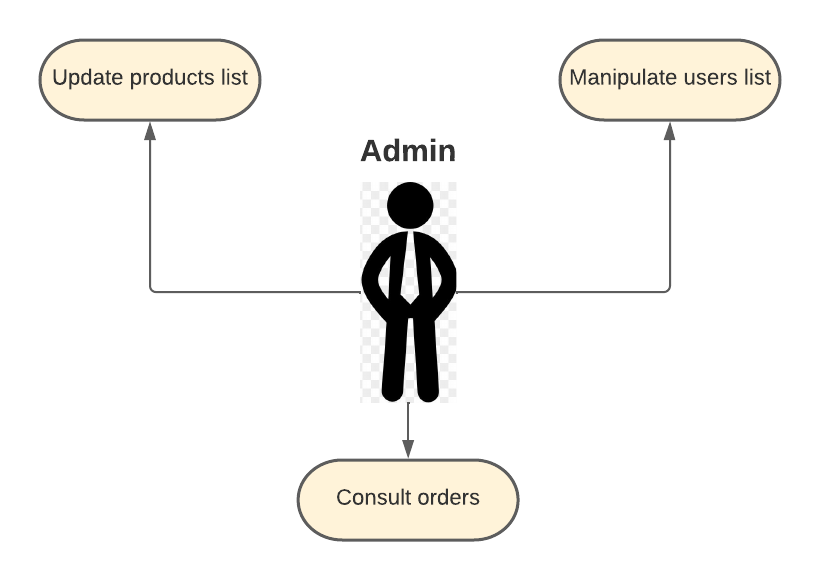 Update products list
Manipulate users list
Admin
Consult orders